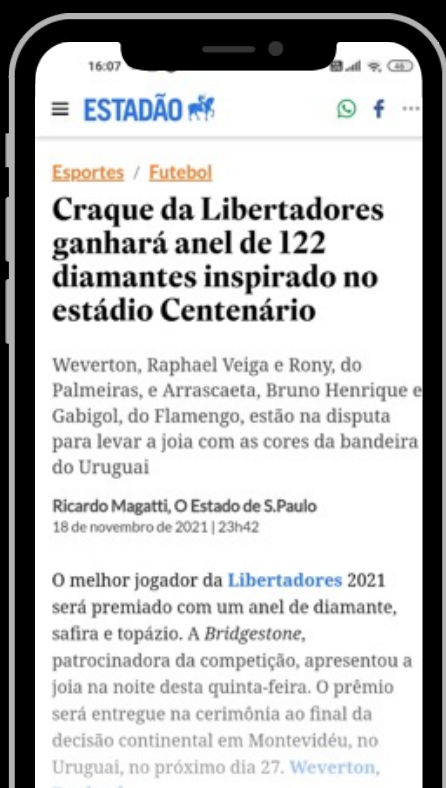 16:07
46
ESTADÃO
Esportes / Futebol
Craque da Libertadores
ganhará anel de 122
diamantes inspirado no
estádio Centenário
Weverton, Raphael Veiga e Rony, do
Palmeiras, e Arrascaeta, Bruno Henrique e
Gabigol, do Flamengo, estão na disputa
para levar a joia com as cores da bandeira
do Uruguai
Ricardo Magatti, O Estado de S.Paulo
18 de novembro de 2021 | 23h42
O melhor jogador da Libertadores 2021
será premiado com um anel de diamante,
safira e topázio. A Bridgestone,
patrocinadora da competição, apresentou a
joia na noite desta quinta-feira. O prêmio
será entregue na cerimônia ao final da
decisão continental em Montevidéu, no
Uruguai, no próximo dia 27. Weverton,